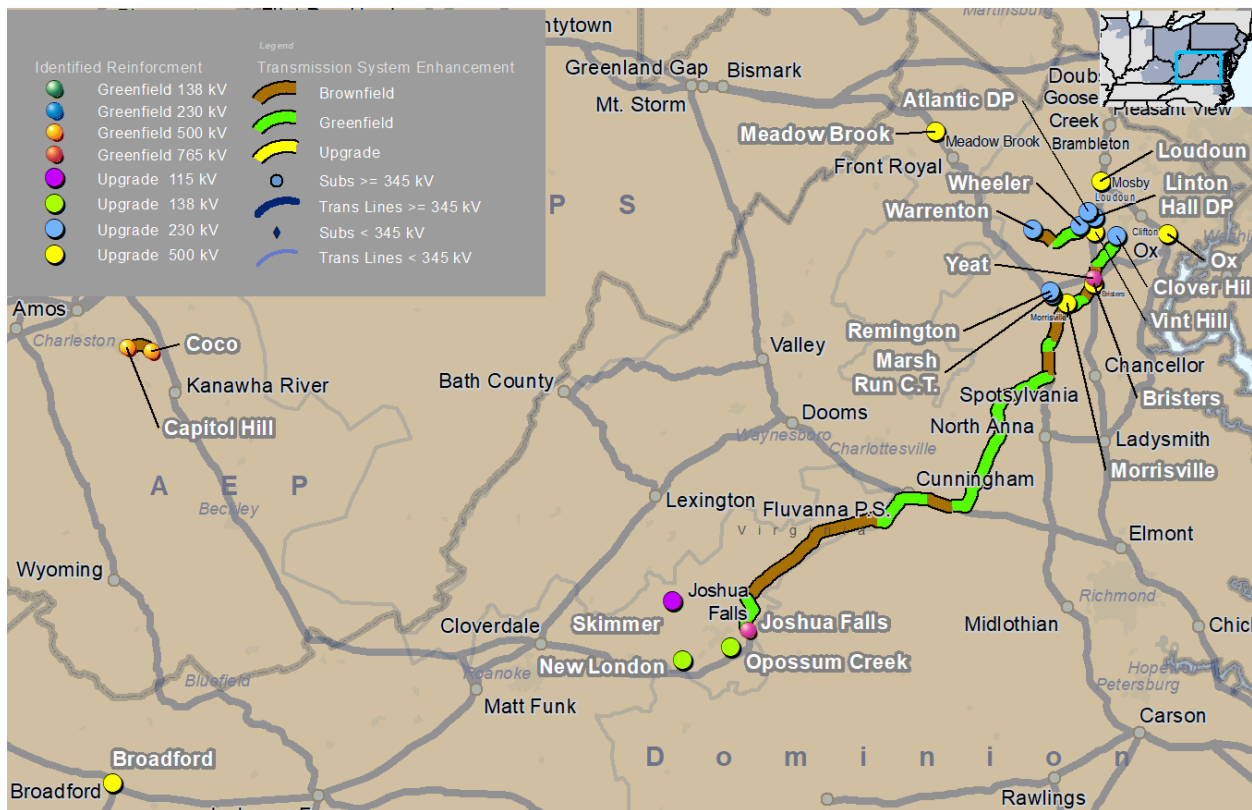 Legend
Identified Reinforcment
Greenfield 138 kV
Greenfield 230 kV
Greenfield 500 kV
Greenfield 765 kV
Upgrade 115 kV
Upgrade 138 kV
Upgrade 230 kV
Upgrade 500 kV
Transmission System Enhancement
Brownfield
Greenfield
Upgrade
Subs >= 345 kV
Trans Lines >= 345 kV
Subs < 345 kV
Trans Lines < 345 kV
Martinsburg
Greenland Gap
Bismark
Mt. Storm
Doubs
Goose
Creek
Pleasant View
Brambleton
Atlantic DP
Meadow Brook
Meadow Brook
Front Royal
Loudoun
Mosby
Loudoun
Wheeler
Linton
Hall DP
Warrenton
Clifton
Ox
Ox
P S
Yeat
Clover Hill
Bristers
Vint Hill
Remington
Morrisville
Marsh
Run C.T.
Amos
Charleston
Coco
Kanawha River
Capitol Hill
Valley
Bath County
Chancellor
Spotsylvania
Bristers
Dooms
Waynesboro
Charlottesville
North Anna
Ladysmith
Morrisville
A E P
Beckley
Lexington
Cunningham
Fluvanna P.S.
Virginia
Elmont
Wyoming
Joshua
Falls
Skimmer
Joshua Falls
Richmond
Midlothian
Cloverdale
New London
Opossum Creek
Roanoke
Bluefield
Matt Funk
Hopewell
Petersburg
Carson
Dominion
Broadford
Broadford
Rawlings